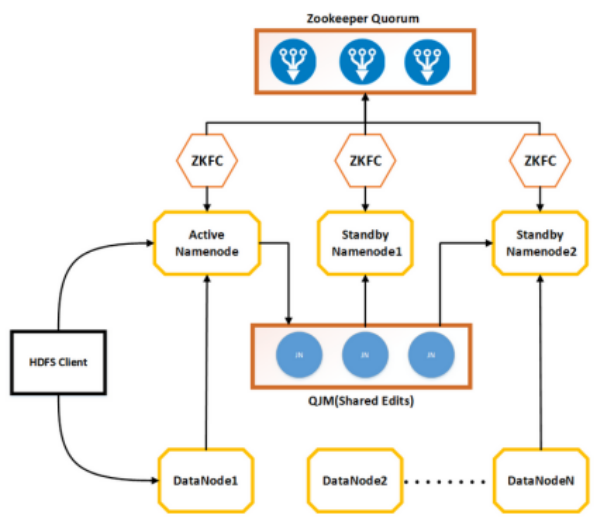 Zookeeper Quorum
ZKFC
ZKFC
ZKFC
Active
Namenode
Standby
Namenode1
Standby
Namenode2
HDFS Client
JN
JN
JN
QJM(Shared Edits)
DataNode1
DataNode2
DataNodeN